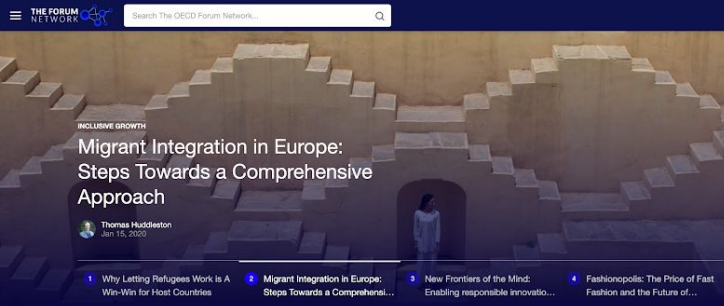 THE FORUM
NETWORK
Search The OECD Forum Network...
INCLUSIVE GROWTH
Migrant Integration in Europe:
Steps Towards a Comprehensive
Approach
Thomas Huddleston
Jan 15, 2020
1 Why Letting Refugees Work is A
Win-Win for Host Countries
2 Migrant Integration in Europe:
Steps Towards a Comprehensi...
3 New Frontiers of the Mind:
Enabling responsible innovatio...
4 Fashionopolis: The Price of Fast
Fashion and the Future of...